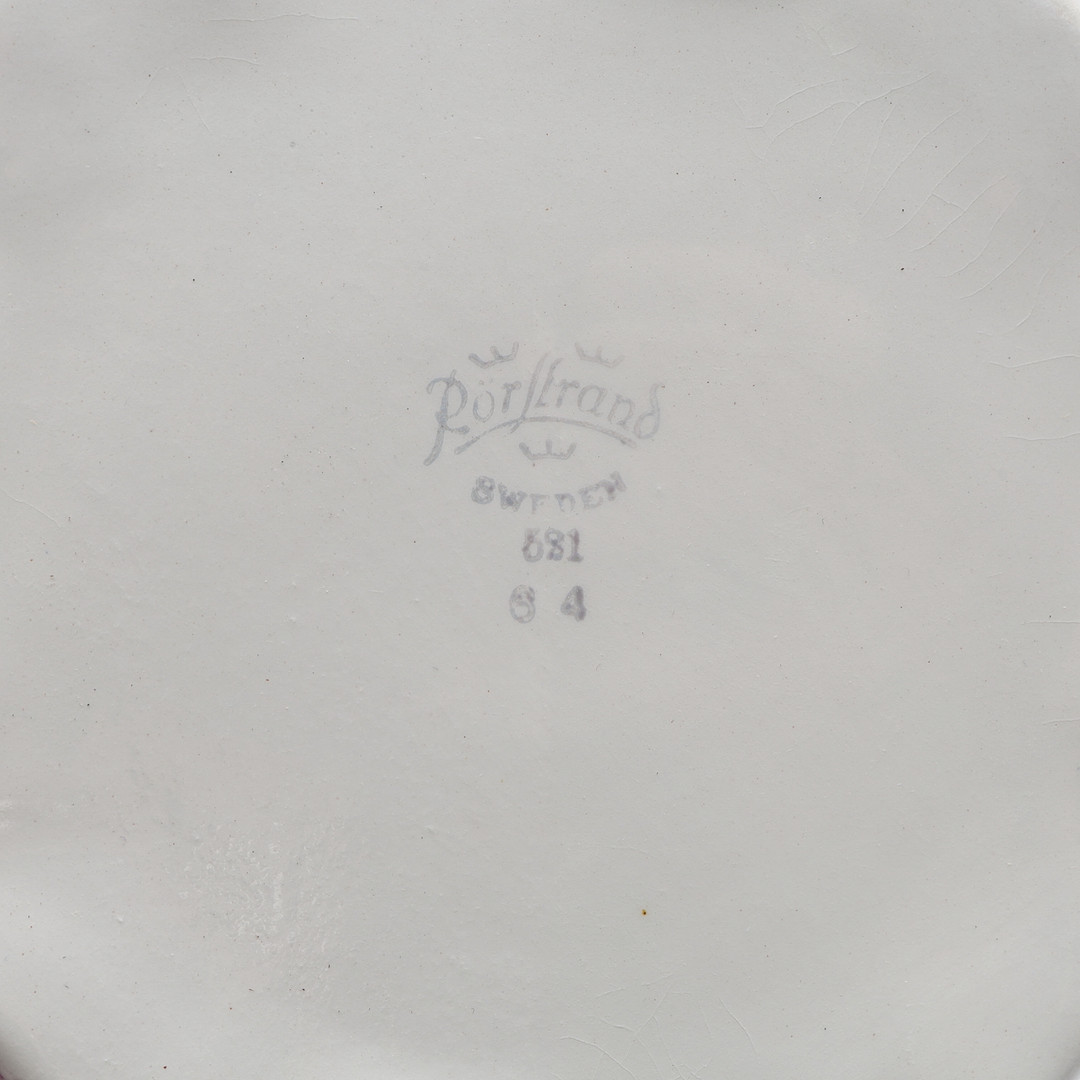 Rörstrand
SWEDEN
681
6 4